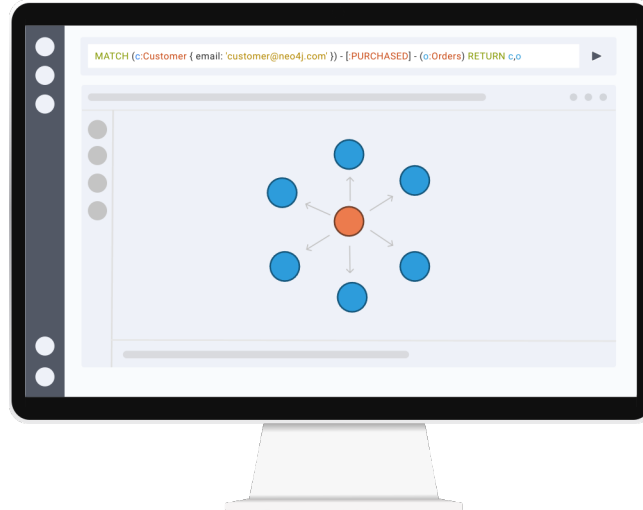 MATCH (c:Customer { email: 'customer@neo4j.com' }) - [:PURCHASED] - (o:Orders) RETURN c,o